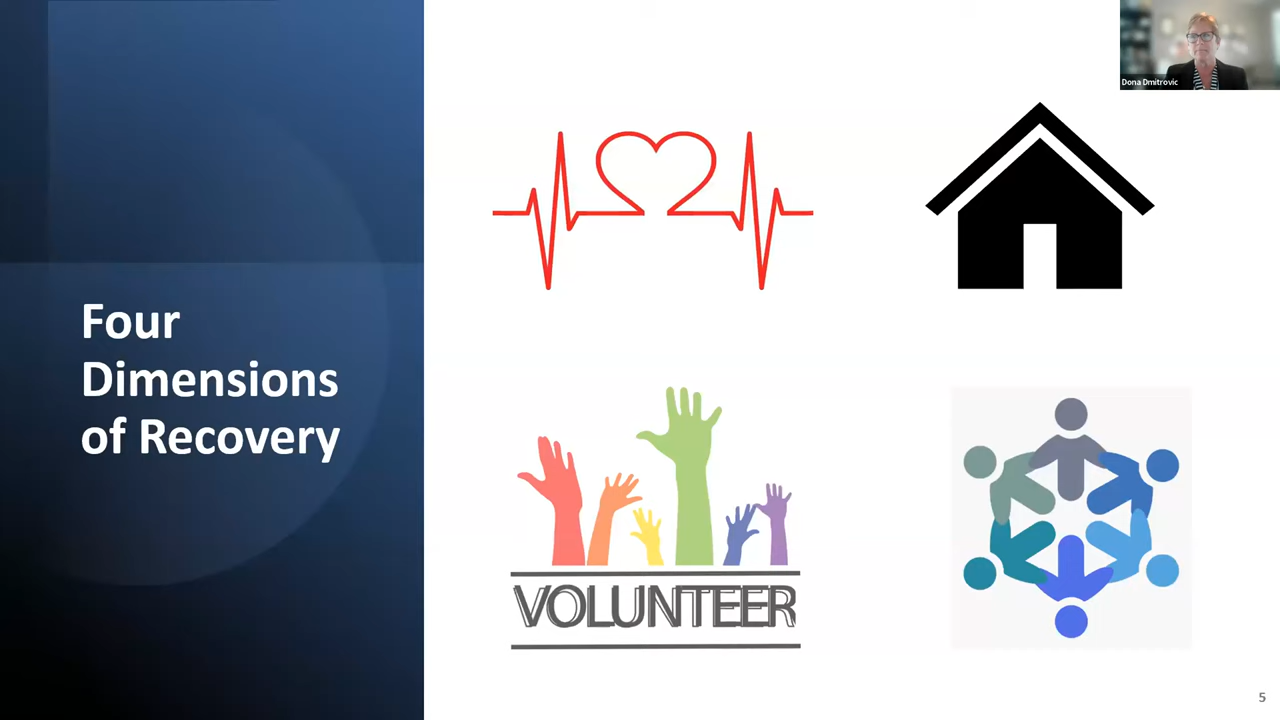 Dona Dmitrovic
Four
Dimensions
of Recovery
VOLUNTEER
5